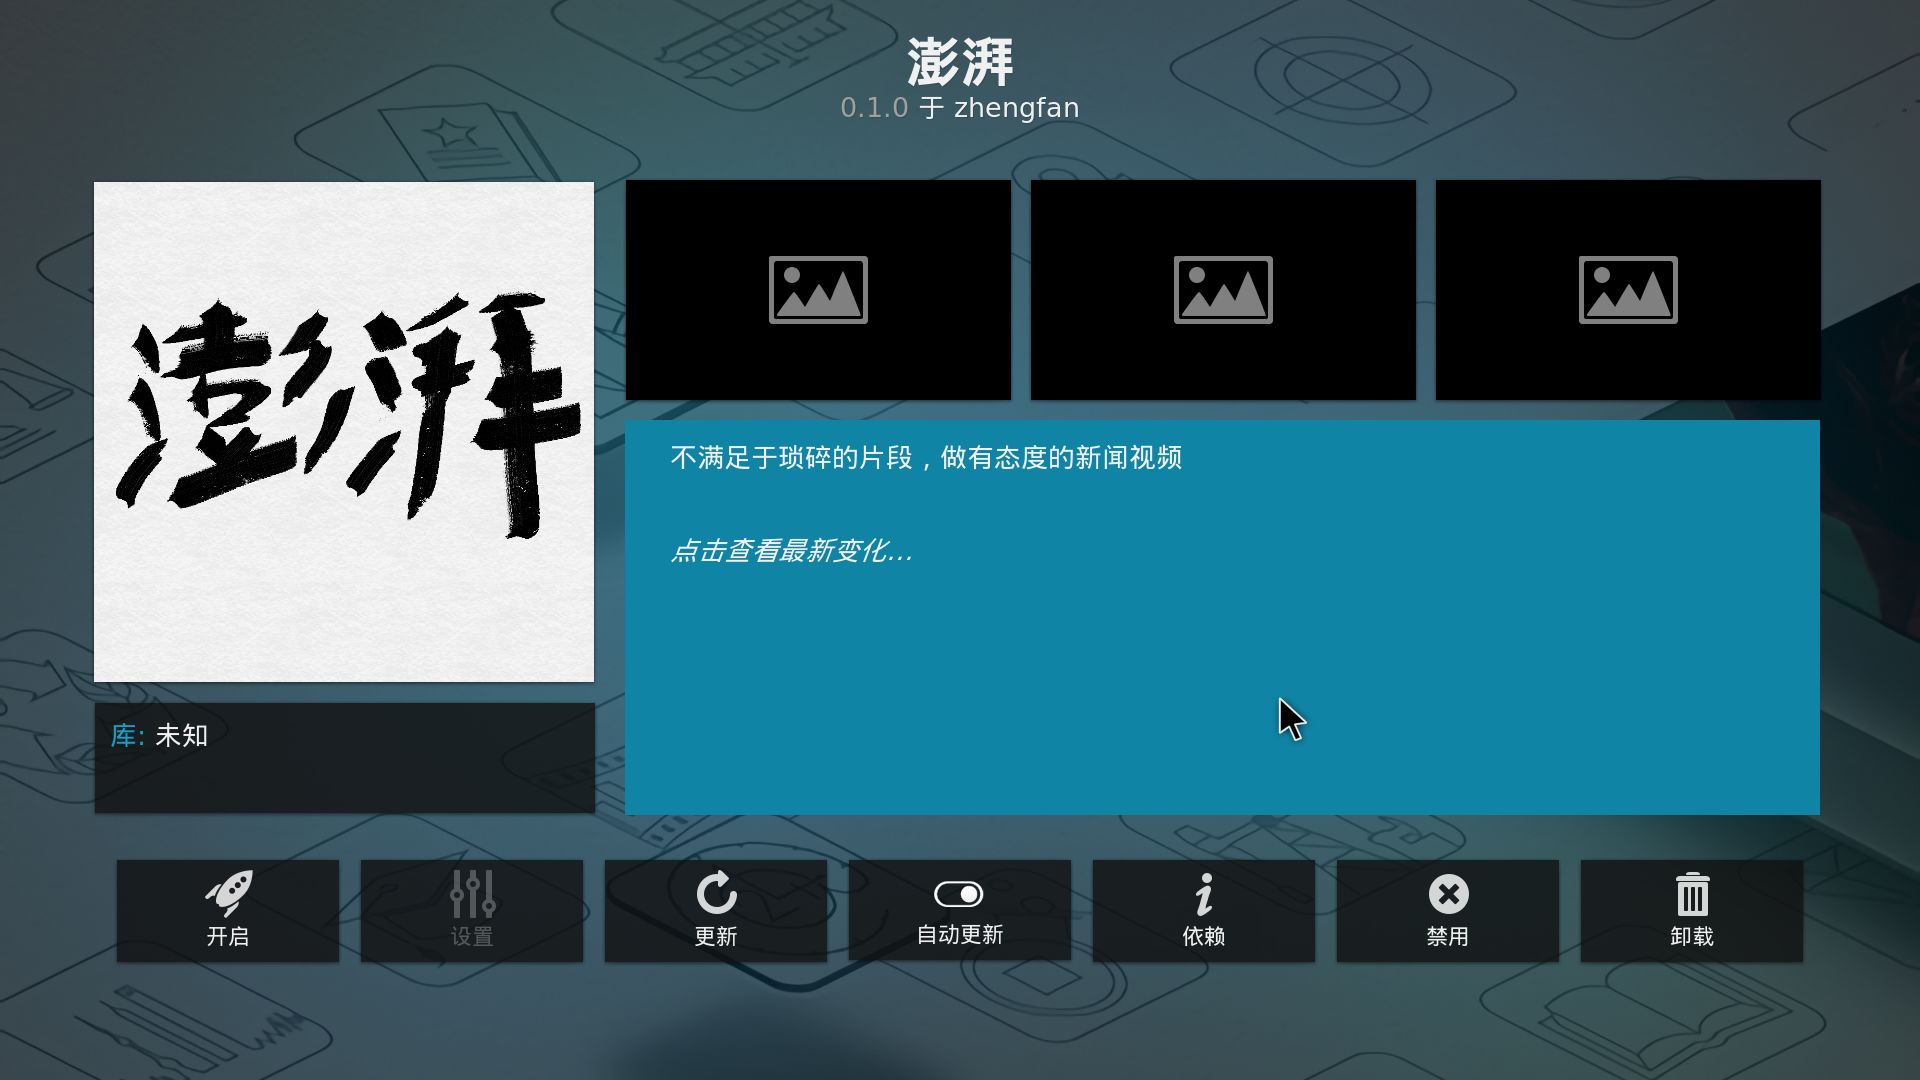 澎湃
0.1.0 于 zhengfan
澎湃
不满足于琐碎的片段，做有态度的新闻视频
点击查看最新变化...
库: 未知
开启
设置
更新
自动更新
依赖
禁用
卸载